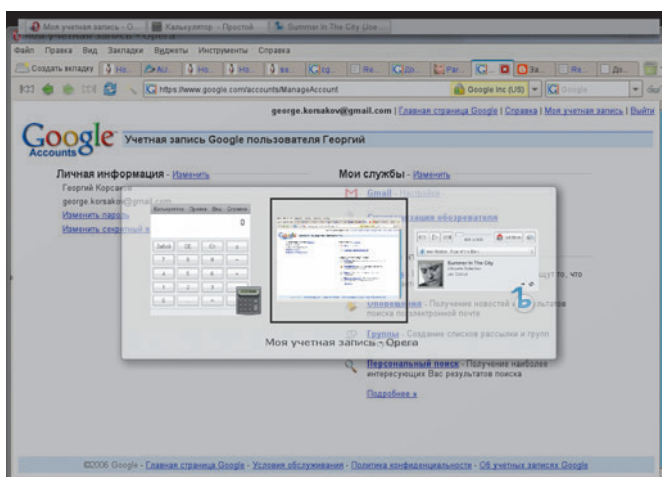 Моя учетная запись - O...
Калькулятор - Простой
Summer In The City (Joe ...
Файл Правка Вид Закладки Виджеты Инструменты Справка
Создать вкладку
https://www.google.com/accounts/ManageAccount
Google Inc (US)
Google
george.korsakov@gmail.com | Главная страница Google | Справка | Моя учетная запись | Выйти
Google
Accounts
Учетная запись Google пользователя Георгий
Личная информация - Изменить
Георгий Корсаков
george.korsakov@gmail.com
Изменить пароль
Изменить секретный
Мои службы - Изменить
Gmail - Настройки
Summer In The City
- Получение новостей
поиска по электронной почте
Группы - Создание списков рассылки и групп
Моя учетная запись - Opera
Персональный поиск - Получение наиболее
интересующих Вас результатов поиска
Подробнее »
©2006 Google - Главная страница Google - Условия обслуживания - Политика конфиденциальности - Об учетных записях Google